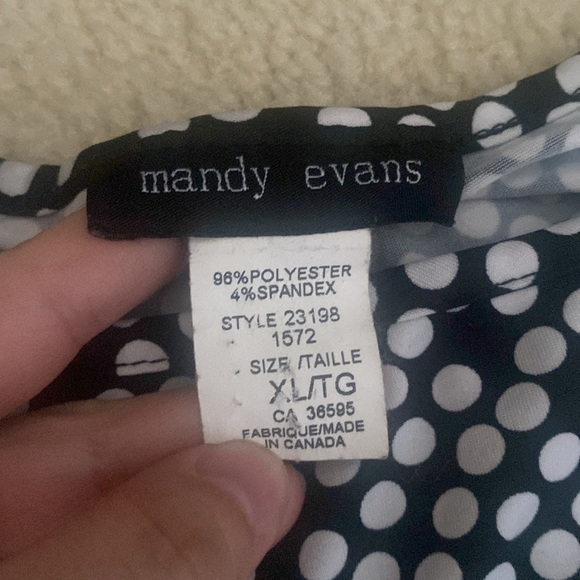 mandy evans
96%POLYESTER
4%SPANDEX
STYLE 23198
1572
SIZE /TAILLE
XL/TG
CA 36595
FABRIQUE/MADE
IN CANADA